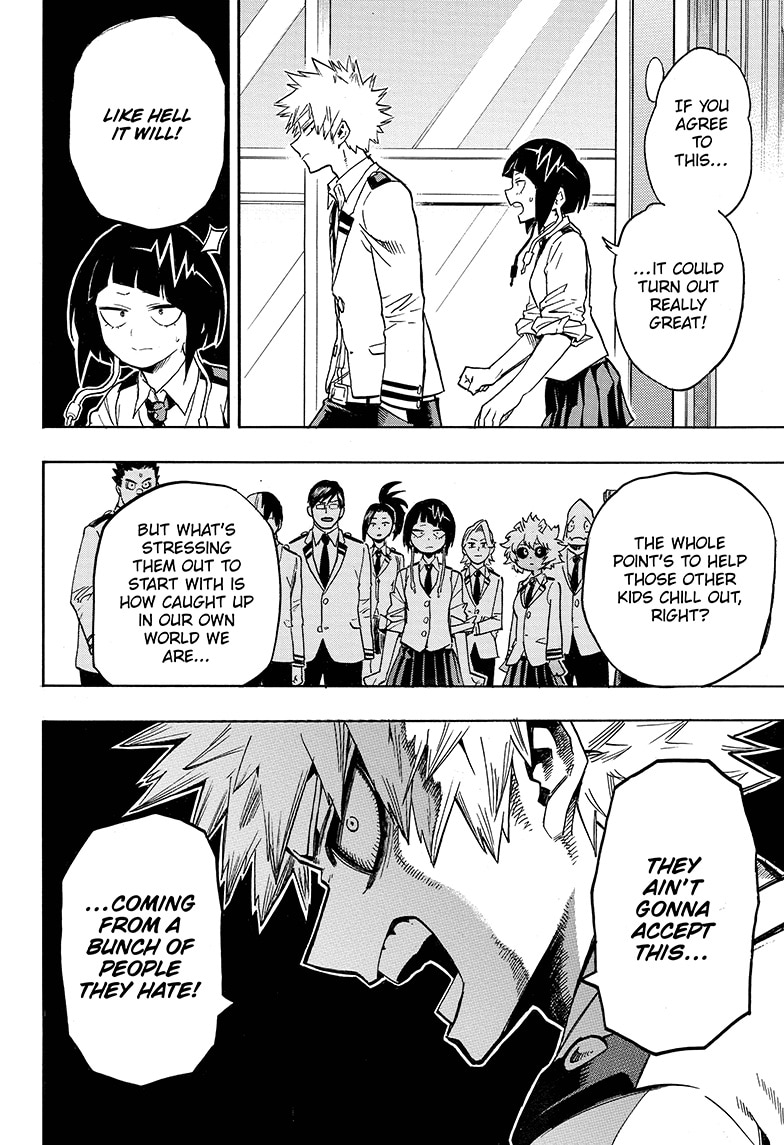 IF YOU
AGREE
TO
THIS...
...IT COULD
TURN OUT
REALLY
GREAT!
LIKE HELL
IT WILL!
THE WHOLE
POINT'S TO HELP
THOSE OTHER
KIDS CHILL OUT,
RIGHT?
BUT WHAT'S
STRESSING
THEM OUT TO
START WITH IS
HOW CAUGHT UP
IN OUR OWN
WORLD WE
ARE...
THEY
AIN'T
GONNA
ACCEPT
THIS...
...COMING
FROM A
BUNCH OF
PEOPLE
THEY HATE!